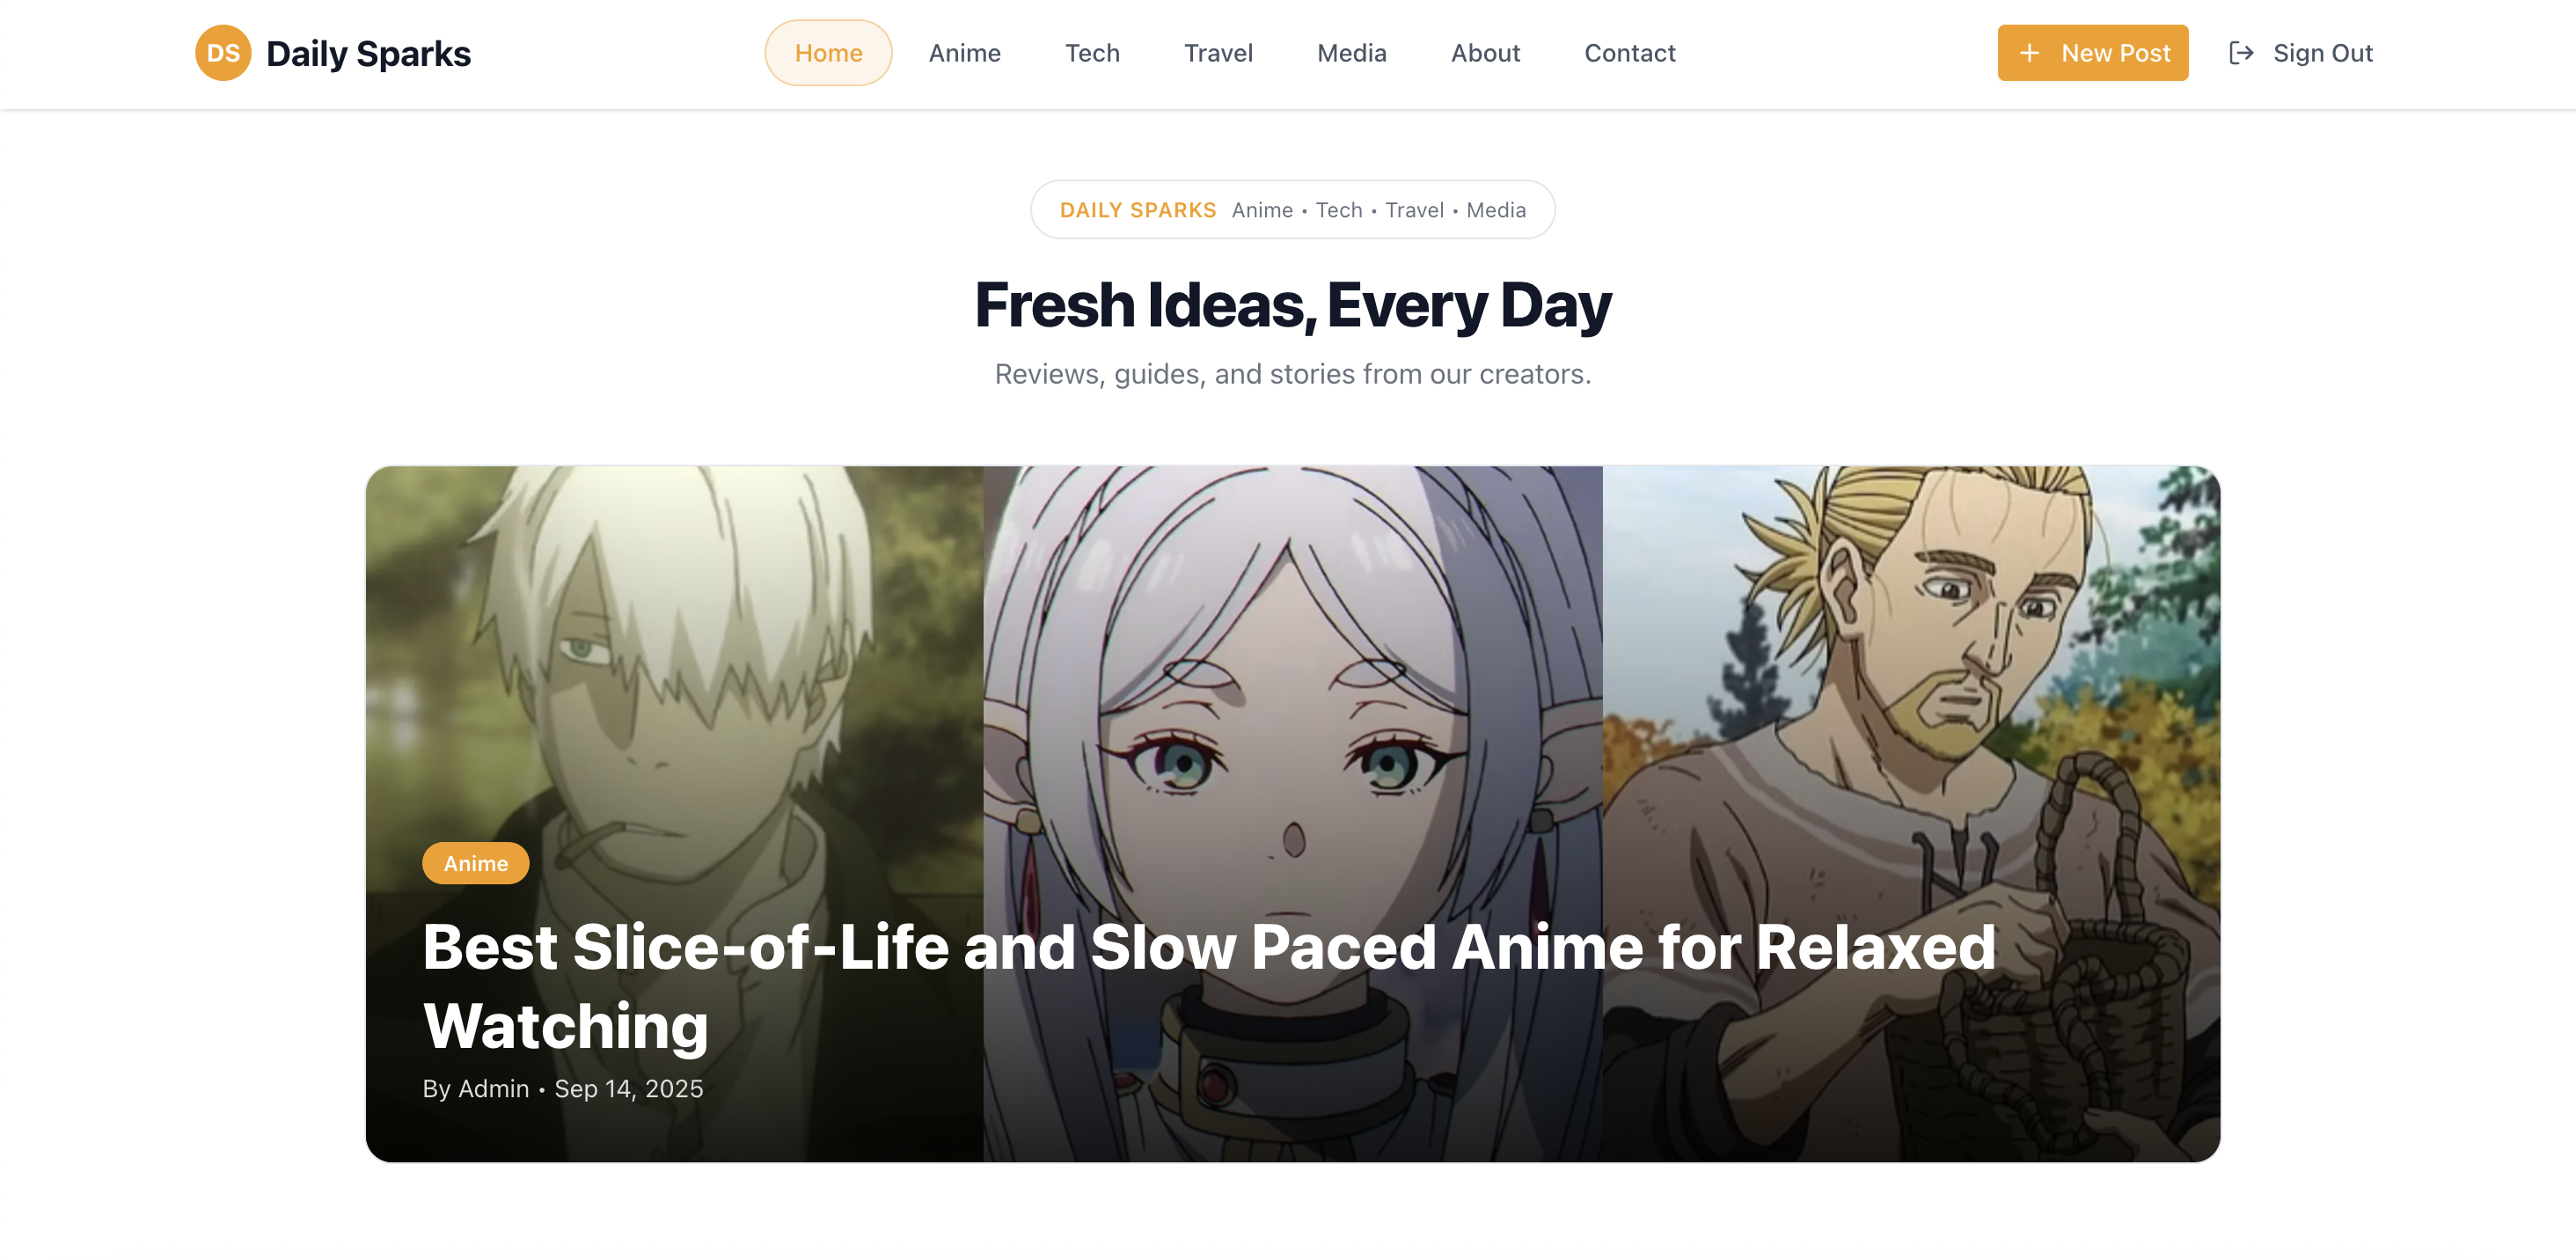 DS Daily Sparks Home Anime Tech Travel Media About Contact + New Post Sign Out
DAILY SPARKS Anime • Tech • Travel • Media
Fresh Ideas, Every Day
Reviews, guides, and stories from our creators.
Anime
Best Slice-of-Life and Slow Paced Anime for Relaxed
Watching
By Admin • Sep 14, 2025